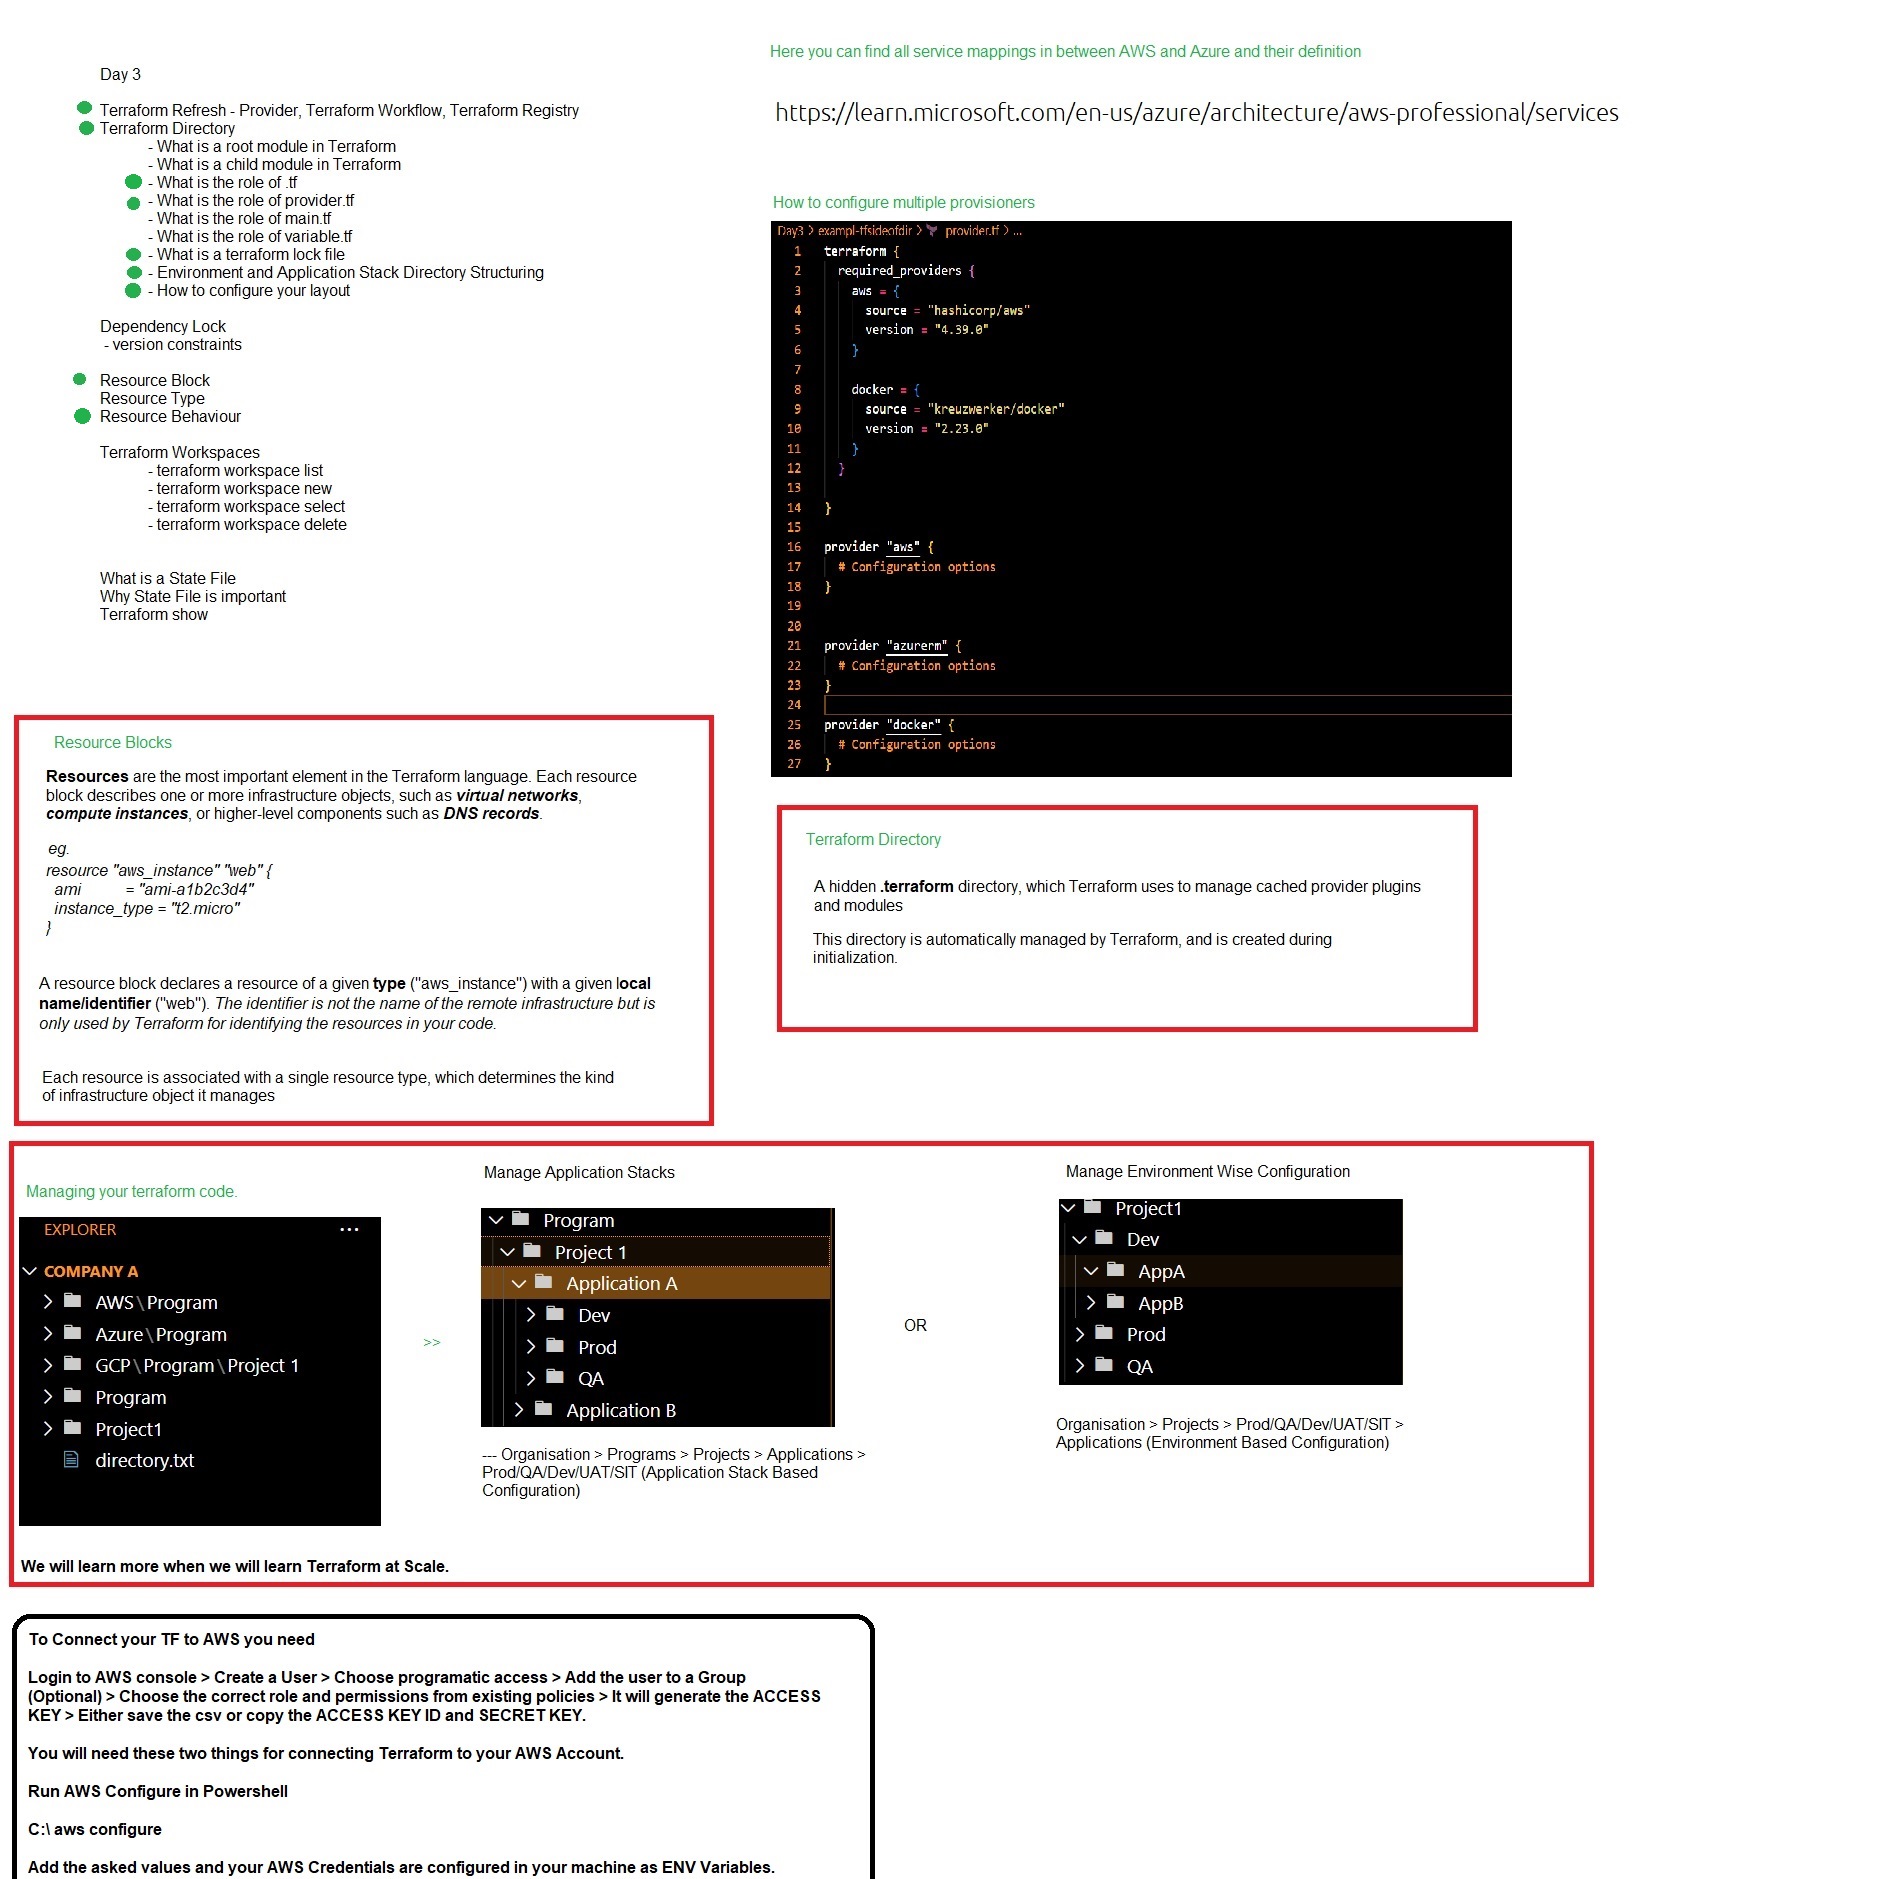 Day 3
Terraform Refresh - Provider, Terraform Workflow, Terraform Registry
Terraform Directory
- What is a root module in Terraform
- What is a child module in Terraform
- What is the role of .tf
- What is the role of provider.tf
- What is the role of main.tf
- What is the role of variable.tf
- What is a terraform lock file
- Environment and Application Stack Directory Structuring
- How to configure your layout
Dependency Lock
- version constraints
Resource Block
Resource Type
Resource Behaviour
Terraform Workspaces
- terraform workspace list
- terraform workspace new
- terraform workspace select
- terraform workspace delete
What is a State File
Why State File is important
Terraform show
Here you can find all service mappings in between AWS and Azure and their definition
https://learn.microsoft.com/en-us/azure/architecture/aws-professional/services
How to configure multiple provisioners
Day3 > exampl-tfsideofdir > provider.tf > ...
1 terraform {
2 required_providers {
3 aws = {
4 source = "hashicorp/aws"
5 version = "4.39.0"
6 }
7
8 docker = {
9 source = "kreuzwerker/docker"
10 version = "2.23.0"
11 }
12 }
13
14 }
15
16 provider "aws" {
17 # Configuration options
18 }
19
20
21 provider "azurerm" {
22 # Configuration options
23 }
24
25 provider "docker" {
26 # Configuration options
27 }
Resource Blocks
Resources are the most important element in the Terraform language. Each resource
block describes one or more infrastructure objects, such as virtual networks,
compute instances, or higher-level components such as DNS records.
eg.
resource "aws_instance" "web" {
ami = "ami-a1b2c3d4"
instance_type = "t2.micro"
}
A resource block declares a resource of a given type ("aws_instance") with a given local
name/identifier ("web"). The identifier is not the name of the remote infrastructure but is
only used by Terraform for identifying the resources in your code.
Each resource is associated with a single resource type, which determines the kind
of infrastructure object it manages
Terraform Directory
A hidden .terraform directory, which Terraform uses to manage cached provider plugins
and modules
This directory is automatically managed by Terraform, and is created during
initialization.
Managing your terraform code.
EXPLORER ...
COMPANY A
AWS\Program
Azure\Program
GCP\Program\Project 1
Program
Project1
directory.txt
>>
Manage Application Stacks
Program
Project 1
Application A
Dev
Prod
QA
Application B
--- Organisation > Programs > Projects > Applications >
Prod/QA/Dev/UAT/SIT (Application Stack Based
Configuration)
OR
Manage Environment Wise Configuration
Project1
Dev
AppA
AppB
Prod
QA
Organisation > Projects > Prod/QA/Dev/UAT/SIT >
Applications (Environment Based Configuration)
We will learn more when we will learn Terraform at Scale.
To Connect your TF to AWS you need
Login to AWS console > Create a User > Choose programatic access > Add the user to a Group
(Optional) > Choose the correct role and permissions from existing policies > It will generate the ACCESS
KEY > Either save the csv or copy the ACCESS KEY ID and SECRET KEY.
You will need these two things for connecting Terraform to your AWS Account.
Run AWS Configure in Powershell
C:\ aws configure
Add the asked values and your AWS Credentials are configured in your machine as ENV Variables.